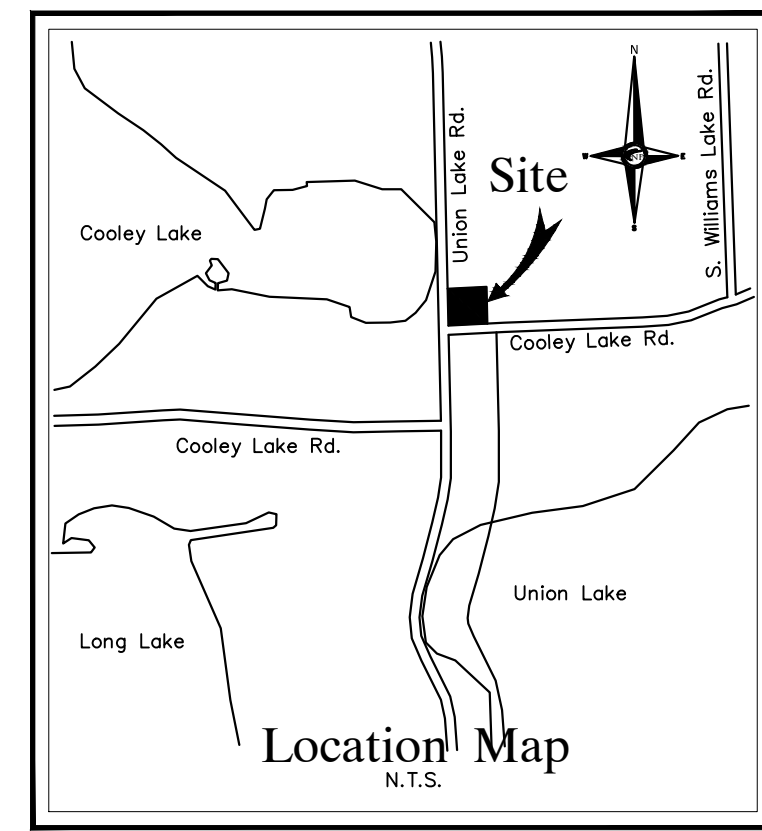 N
W
E
S
Union Lake Rd.
S. Williams Lake Rd.
Site
Cooley Lake
Cooley Lake Rd.
Cooley Lake Rd.
Union Lake
Long Lake
Location Map
N.T.S.